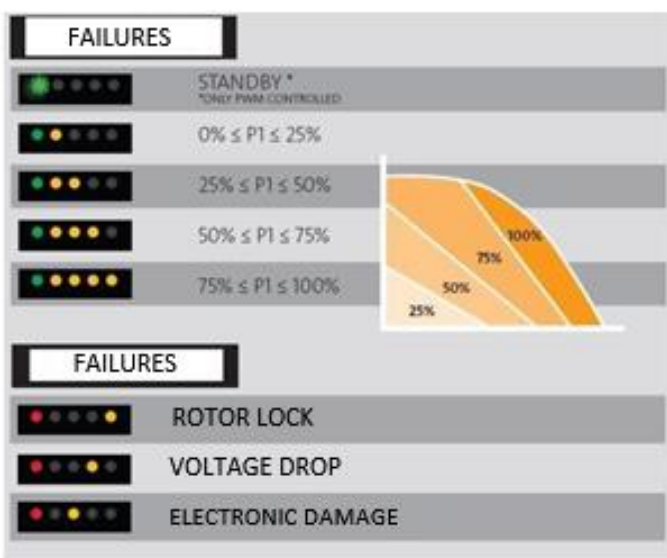 FAILURES
STANDBY *
*ONLY PWM CONTROLLED
0% ≤ P1 ≤ 25%
25% ≤ P1 ≤ 50%
50% ≤ P1 ≤ 75%
75% ≤ P1 ≤ 100%
100%
75%
50%
25%
FAILURES
ROTOR LOCK
VOLTAGE DROP
ELECTRONIC DAMAGE